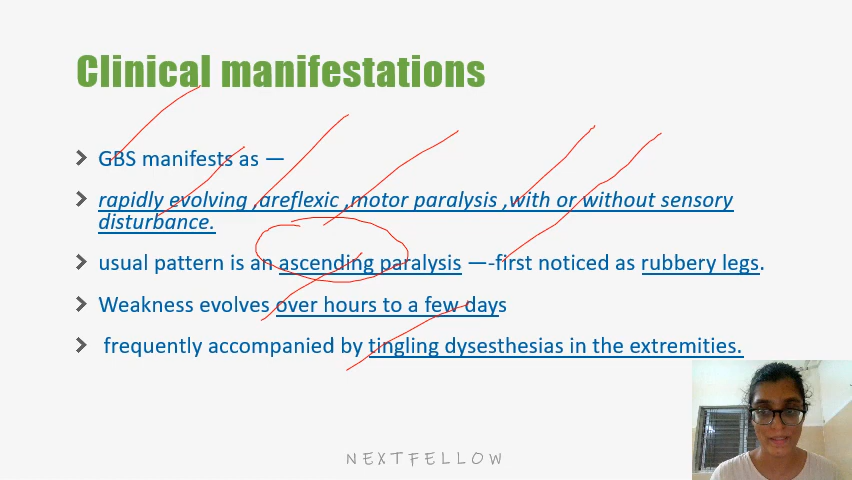 Clinical manifestations
GBS manifests as —
rapidly evolving ,areflexic ,motor paralysis ,with or without sensory
disturbance.
usual pattern is an ascending paralysis —-first noticed as rubbery legs.
Weakness evolves over hours to a few days
frequently accompanied by tingling dysesthesias in the extremities.
NEXTFELLOW